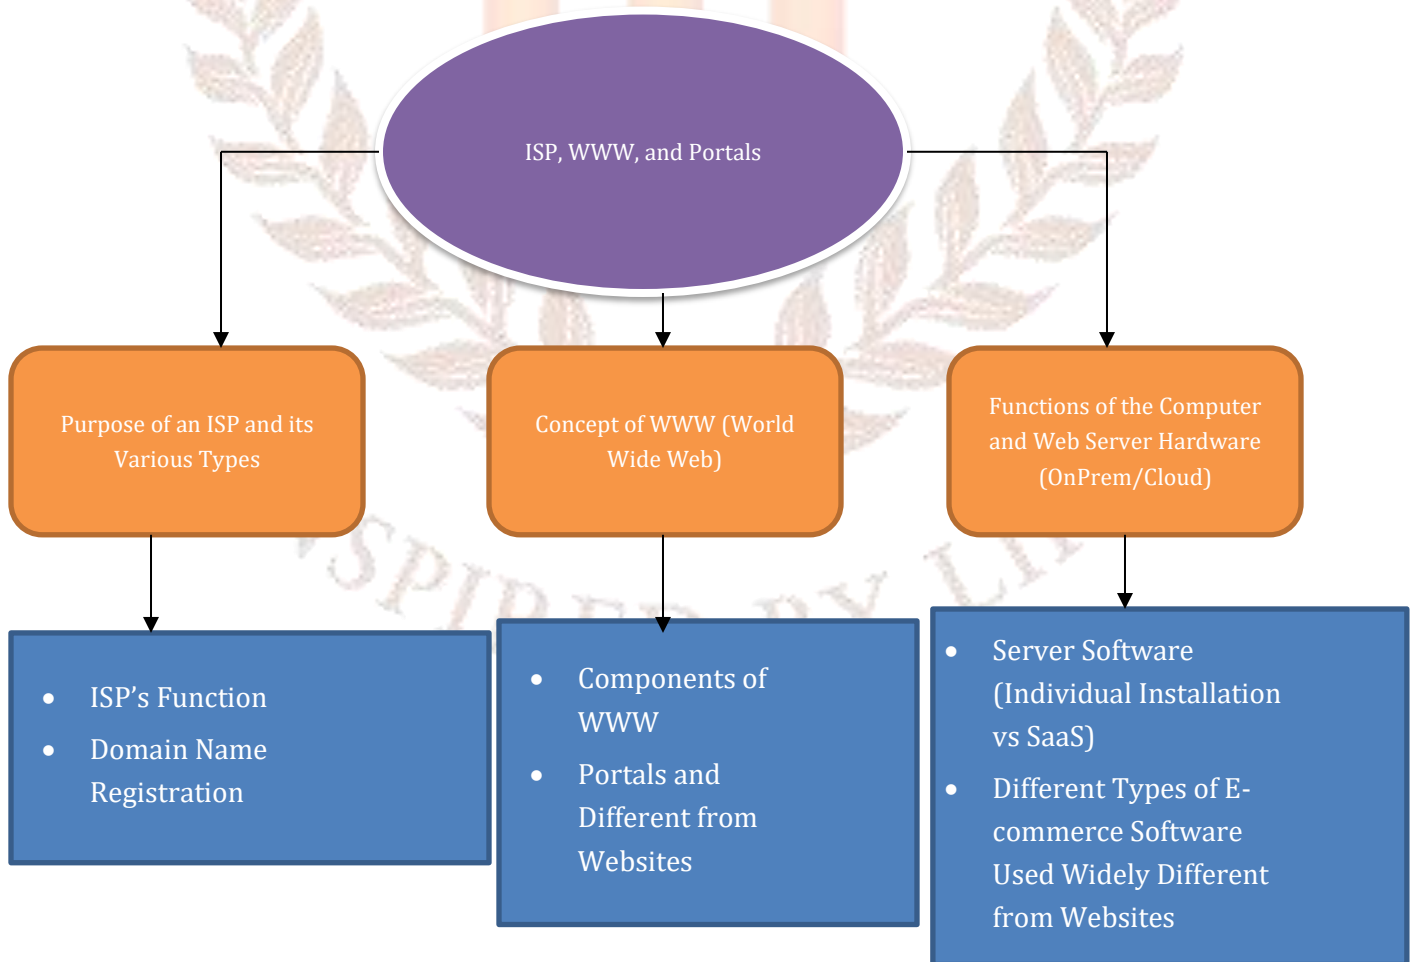 ISP, WWW, and Portals
Purpose of an ISP and its
Various Types
Concept of WWW (World
Wide Web)
Functions of the Computer
and Web Server Hardware
(OnPrem/Cloud)
• ISP’s Function
• Domain Name
Registration
• Components of
WWW
• Portals and
Different from
Websites
• Server Software
(Individual Installation
vs SaaS)
• Different Types of E-
commerce Software
Used Widely Different
from Websites